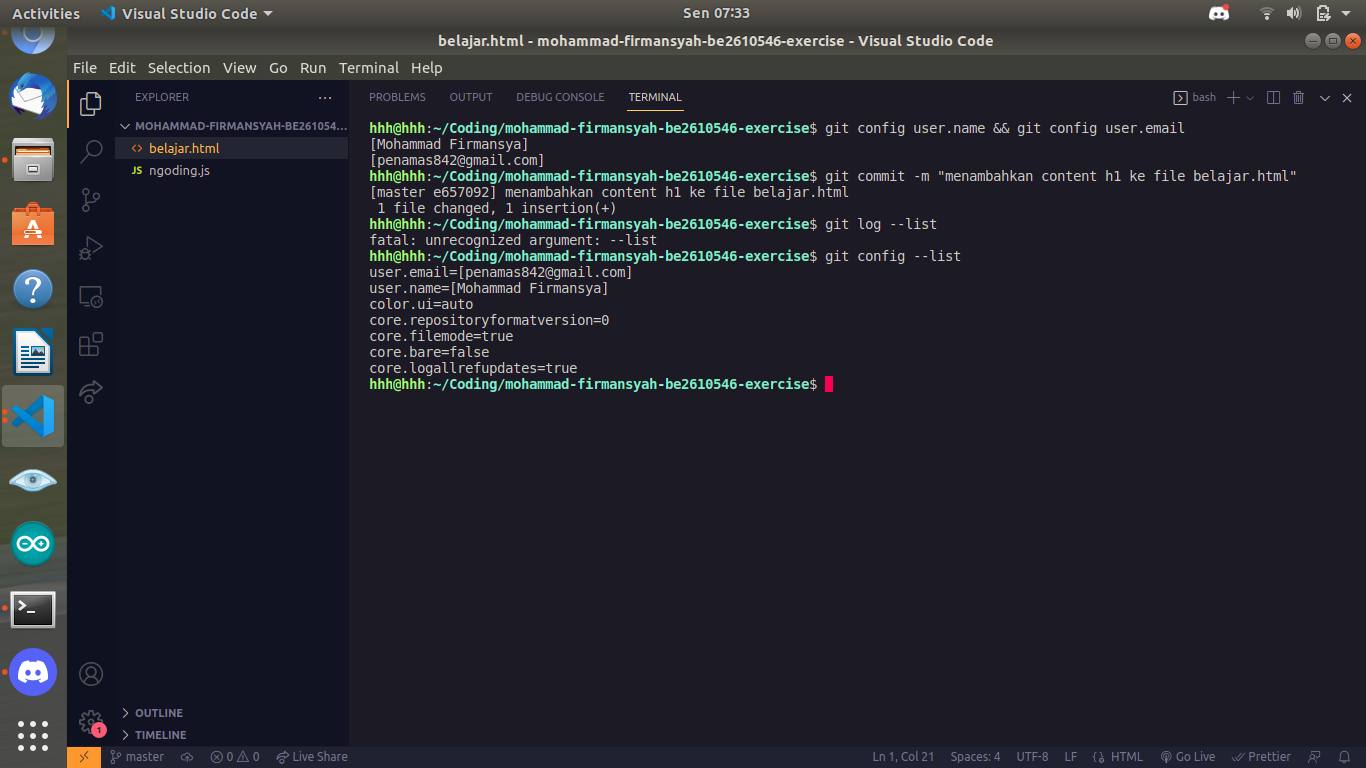 Activities
Visual Studio Code
Sen 07:33
belajar.html - mohammad-firmansyah-be2610546-exercise - Visual Studio Code
File Edit Selection View Go Run Terminal Help
EXPLORER
MOHAMMAD-FIRMANSYAH-BE261054...
belajar.html
JS ngoding.js
OUTLINE
TIMELINE
PROBLEMS OUTPUT DEBUG CONSOLE TERMINAL
bash
hhh@hhh:~/Coding/mohammad-firmansyah-be2610546-exercise$ git config user.name && git config user.email
[Mohammad Firmansya]
[penamas842@gmail.com]
hhh@hhh:~/Coding/mohammad-firmansyah-be2610546-exercise$ git commit -m "menambahkan content h1 ke file belajar.html"
[master e657092] menambahkan content h1 ke file belajar.html
 1 file changed, 1 insertion(+)
hhh@hhh:~/Coding/mohammad-firmansyah-be2610546-exercise$ git log --list
fatal: unrecognized argument: --list
hhh@hhh:~/Coding/mohammad-firmansyah-be2610546-exercise$ git config --list
user.email=[penamas842@gmail.com]
user.name=[Mohammad Firmansya]
color.ui=auto
core.repositoryformatversion=0
core.filemode=true
core.bare=false
core.logallrefupdates=true
hhh@hhh:~/Coding/mohammad-firmansyah-be2610546-exercise$
1
master 0 0 Live Share
Ln 1, Col 21 Spaces: 4 UTF-8 LF {} HTML Go Live Prettier